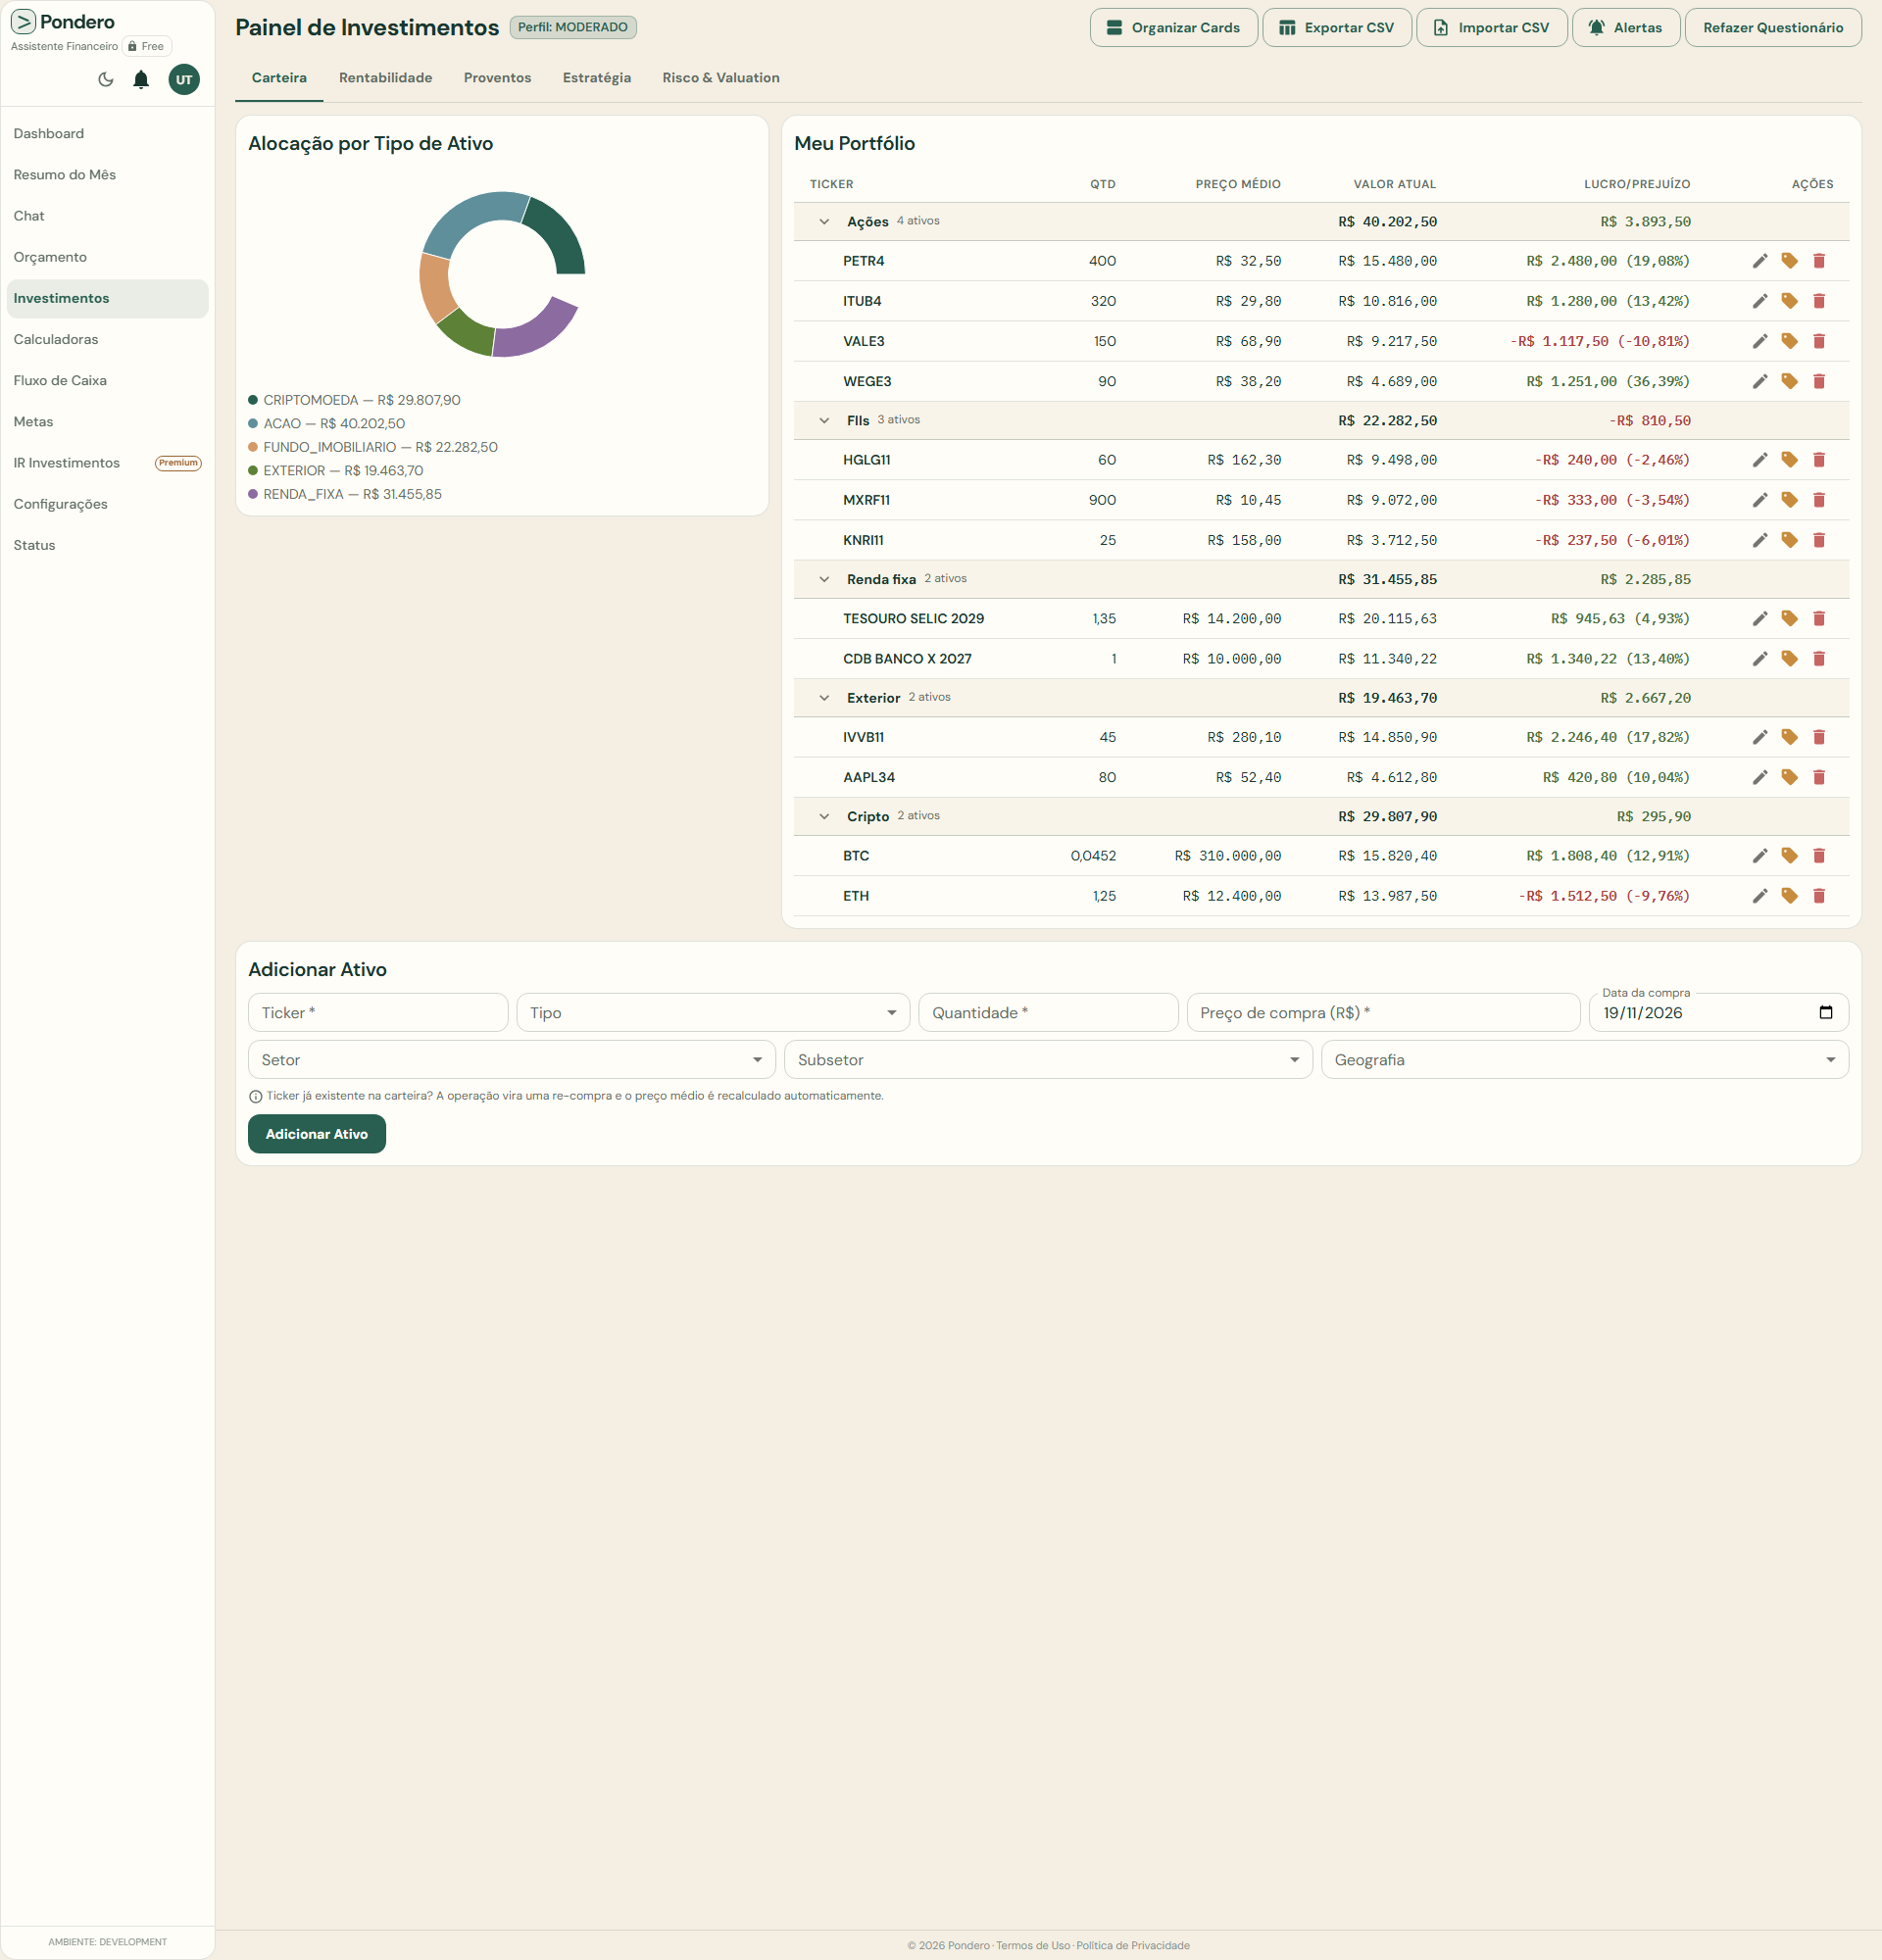 Pondero
Assistente Financeiro Free
UT
Dashboard
Resumo do Mês
Chat
Orçamento
Investimentos
Calculadoras
Fluxo de Caixa
Metas
IR Investimentos Premium
Configurações
Status
AMBIENTE: DEVELOPMENT
Painel de Investimentos Perfil: MODERADO
Organizar Cards Exportar CSV Importar CSV Alertas Refazer Questionário
Carteira Rentabilidade Proventos Estratégia Risco & Valuation
Alocação por Tipo de Ativo
CRIPTOMOEDA — R$ 29.807,90
ACAO — R$ 40.202,50
FUNDO_IMOBILIARIO — R$ 22.282,50
EXTERIOR — R$ 19.463,70
RENDA_FIXA — R$ 31.455,85
Meu Portfólio
TICKER QTD PREÇO MÉDIO VALOR ATUAL LUCRO/PREJUÍZO AÇÕES
Ações 4 ativos R$ 40.202,50 R$ 3.893,50
PETR4 400 R$ 32,50 R$ 15.480,00 R$ 2.480,00 (19,08%)
ITUB4 320 R$ 29,80 R$ 10.816,00 R$ 1.280,00 (13,42%)
VALE3 150 R$ 68,90 R$ 9.217,50 -R$ 1.117,50 (-10,81%)
WEGE3 90 R$ 38,20 R$ 4.689,00 R$ 1.251,00 (36,39%)
FIIs 3 ativos R$ 22.282,50 -R$ 810,50
HGLG11 60 R$ 162,30 R$ 9.498,00 -R$ 240,00 (-2,46%)
MXRF11 900 R$ 10,45 R$ 9.072,00 -R$ 333,00 (-3,54%)
KNRI11 25 R$ 158,00 R$ 3.712,50 -R$ 237,50 (-6,01%)
Renda fixa 2 ativos R$ 31.455,85 R$ 2.285,85
TESOURO SELIC 2029 1,35 R$ 14.200,00 R$ 20.115,63 R$ 945,63 (4,93%)
CDB BANCO X 2027 1 R$ 10.000,00 R$ 11.340,22 R$ 1.340,22 (13,40%)
Exterior 2 ativos R$ 19.463,70 R$ 2.667,20
IVVB11 45 R$ 280,10 R$ 14.850,90 R$ 2.246,40 (17,82%)
AAPL34 80 R$ 52,40 R$ 4.612,80 R$ 420,80 (10,04%)
Cripto 2 ativos R$ 29.807,90 R$ 295,90
BTC 0,0452 R$ 310.000,00 R$ 15.820,40 R$ 1.808,40 (12,91%)
ETH 1,25 R$ 12.400,00 R$ 13.987,50 -R$ 1.512,50 (-9,76%)
Adicionar Ativo
Ticker * Tipo Quantidade * Preço de compra (R$) * Data da compra
19/11/2026
Setor Subsetor Geografia
Ticker já existente na carteira? A operação vira uma re-compra e o preço médio é recalculado automaticamente.
Adicionar Ativo
© 2026 Pondero · Termos de Uso · Política de Privacidade